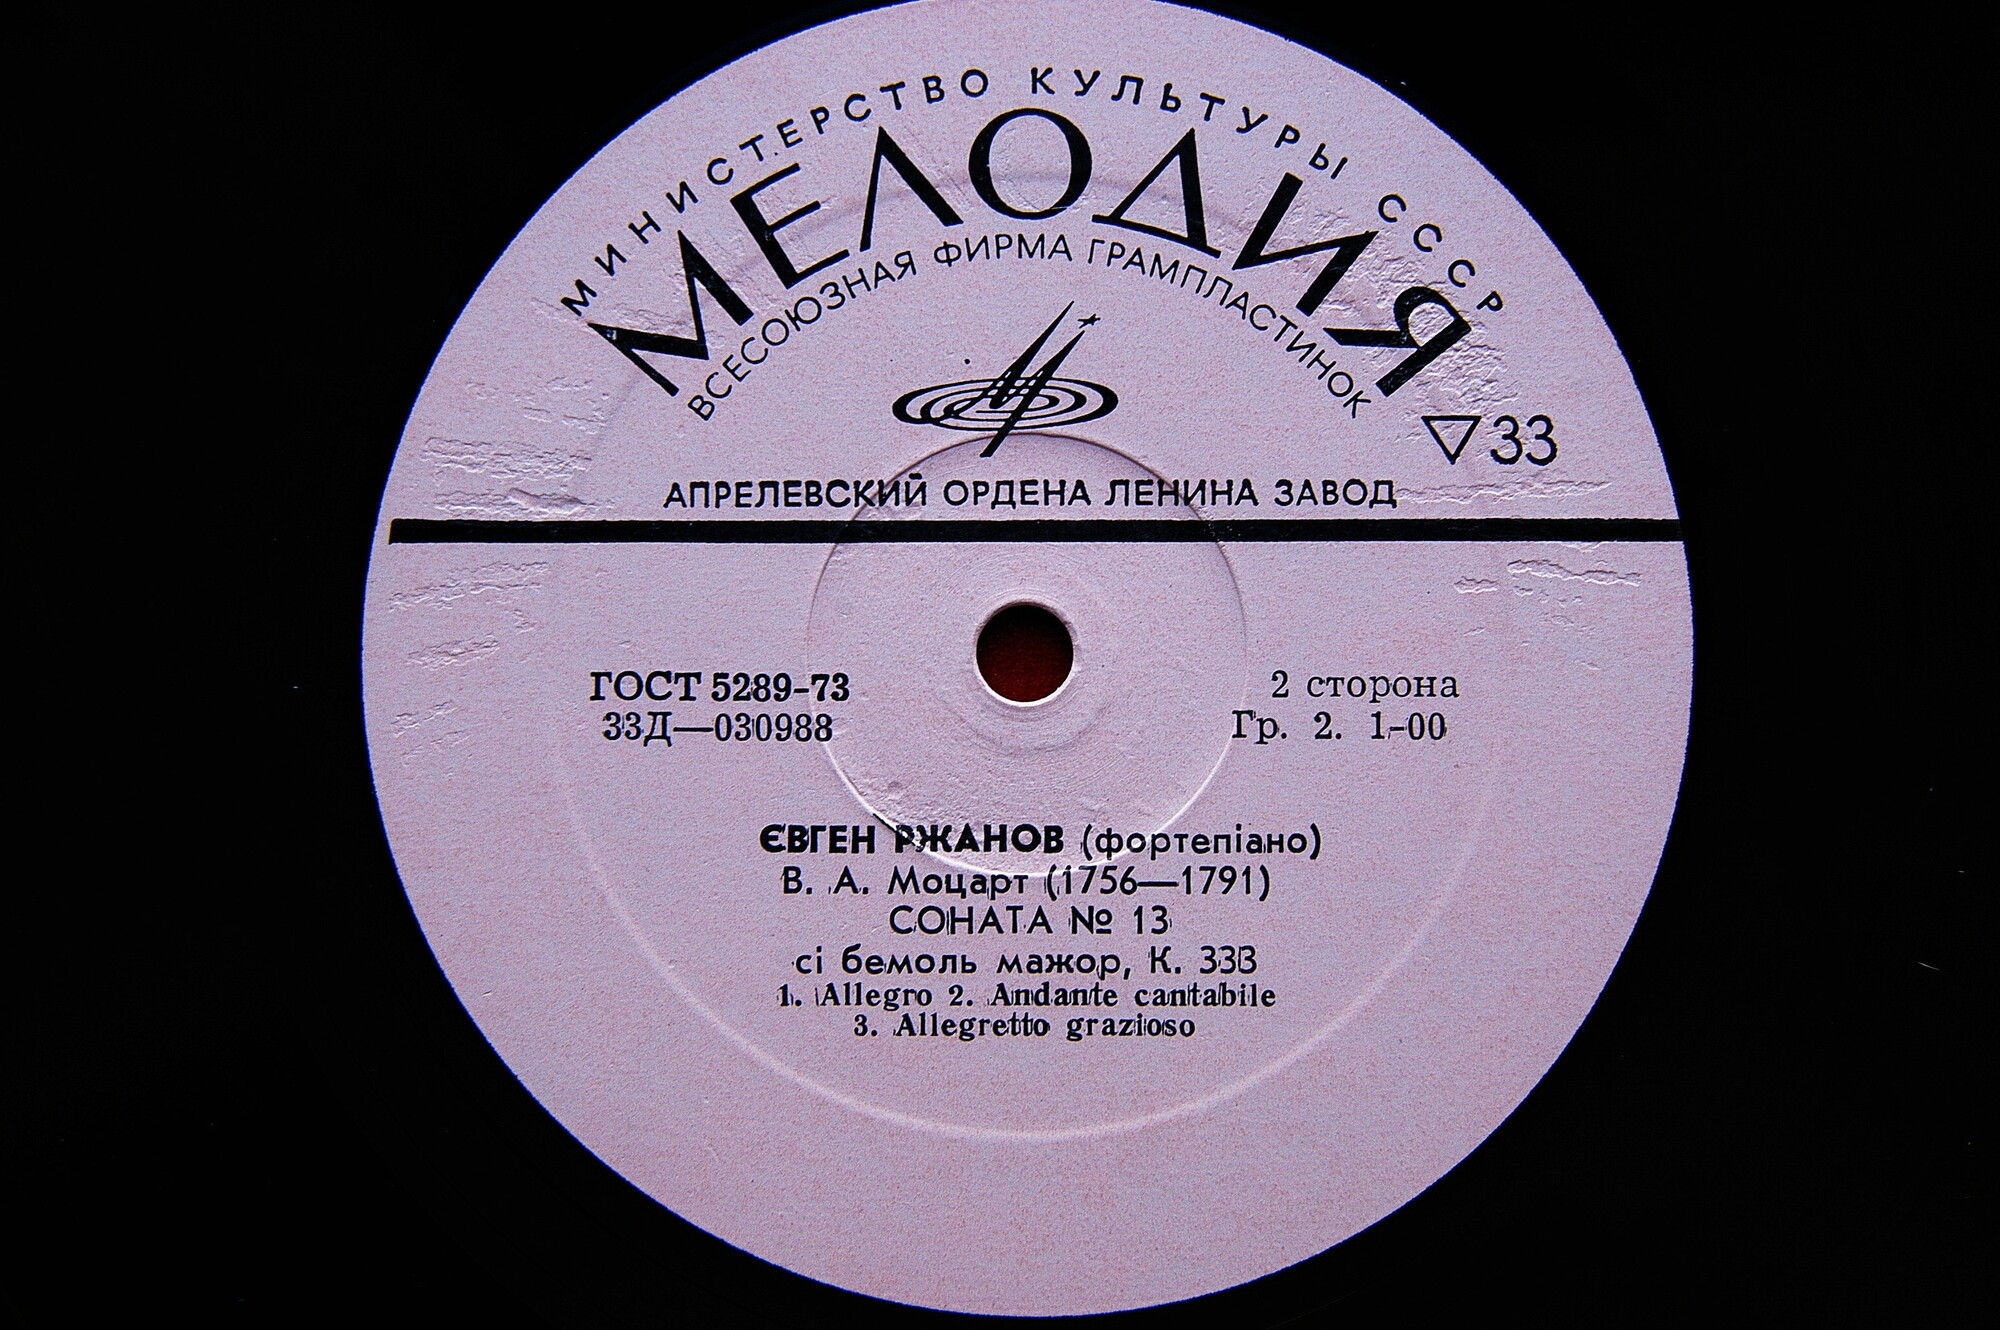 МИНИСТЕРСТВО КУЛЬТУРЫ СССР
МЕЛОДИЯ
ВСЕСОЮЗНАЯ ФИРМА ГРАМПЛАСТИНОК
33
АПРЕЛЕВСКИЙ ОРДЕНА ЛЕНИНА ЗАВОД
ГОСТ 5289-73
33Д—030988
2 сторона
Гр. 2. 1-00
ЄВГЕН РЖАНОВ (фортепіано)
В. А. Моцарт (1756—1791)
СОНАТА № 13
сі бемоль мажор, К. 333
1. Allegro 2. Andante cantabile
3. Allegretto grazioso